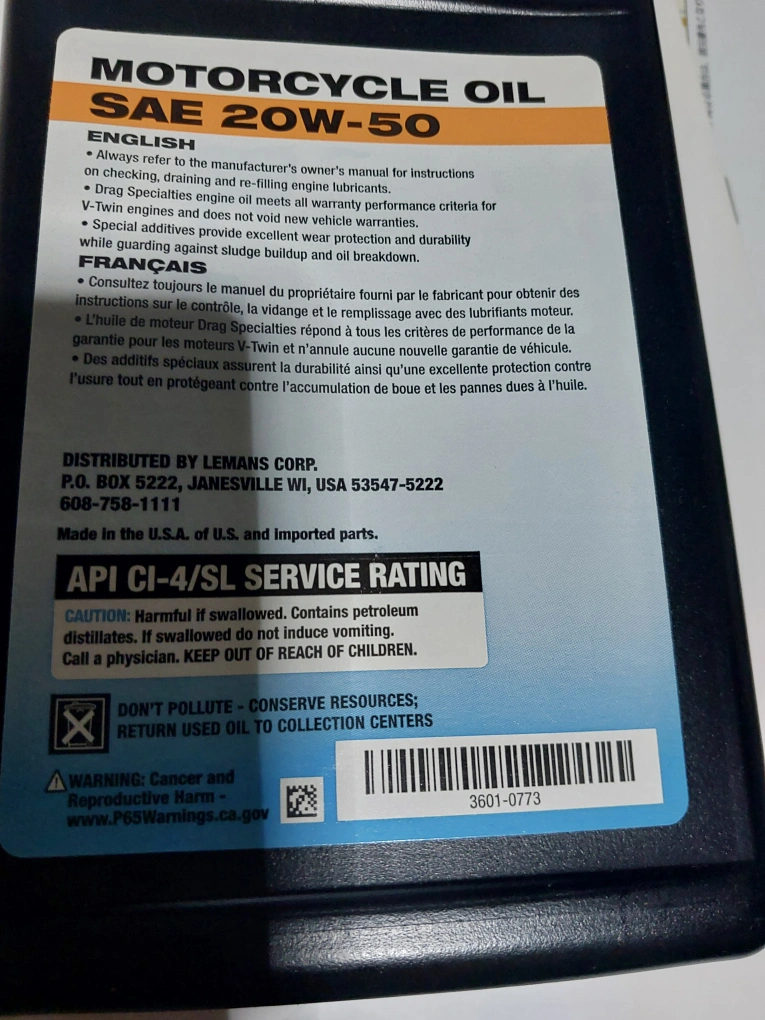 MOTORCYCLE OIL
SAE 20W-50
ENGLISH
• Always refer to the manufacturer's owner's manual for instructions
on checking, draining and re-filling engine lubricants.
• Drag Specialties engine oil meets all warranty performance criteria for
V-Twin engines and does not void new vehicle warranties.
• Special additives provide excellent wear protection and durability
while guarding against sludge buildup and oil breakdown.
FRANÇAIS
• Consultez toujours le manuel du propriétaire fourni par le fabricant pour obtenir des
instructions sur le contrôle, la vidange et le remplissage avec des lubrifiants moteur.
• L'huile de moteur Drag Specialties répond à tous les critères de performance de la
garantie pour les moteurs V-Twin et n'annule aucune nouvelle garantie de véhicule.
• Des additifs spéciaux assurent la durabilité ainsi qu'une excellente protection contre
l'usure tout en protégeant contre l'accumulation de boue et les pannes dues à l'huile.
DISTRIBUTED BY LEMANS CORP.
P.O. BOX 5222, JANESVILLE WI, USA 53547-5222
608-758-1111
Made in the U.S.A. of U.S. and imported parts.
API CI-4/SL SERVICE RATING
CAUTION: Harmful if swallowed. Contains petroleum
distillates. If swallowed do not induce vomiting.
Call a physician. KEEP OUT OF REACH OF CHILDREN.
DON'T POLLUTE - CONSERVE RESOURCES;
RETURN USED OIL TO COLLECTION CENTERS
WARNING: Cancer and
Reproductive Harm -
www.P65Warnings.ca.gov
3601-0773